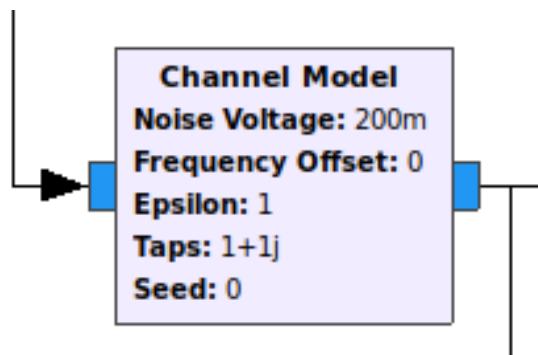 Channel Model
Noise Voltage: 200m
Frequency Offset: 0
Epsilon: 1
Taps: 1+1j
Seed: 0